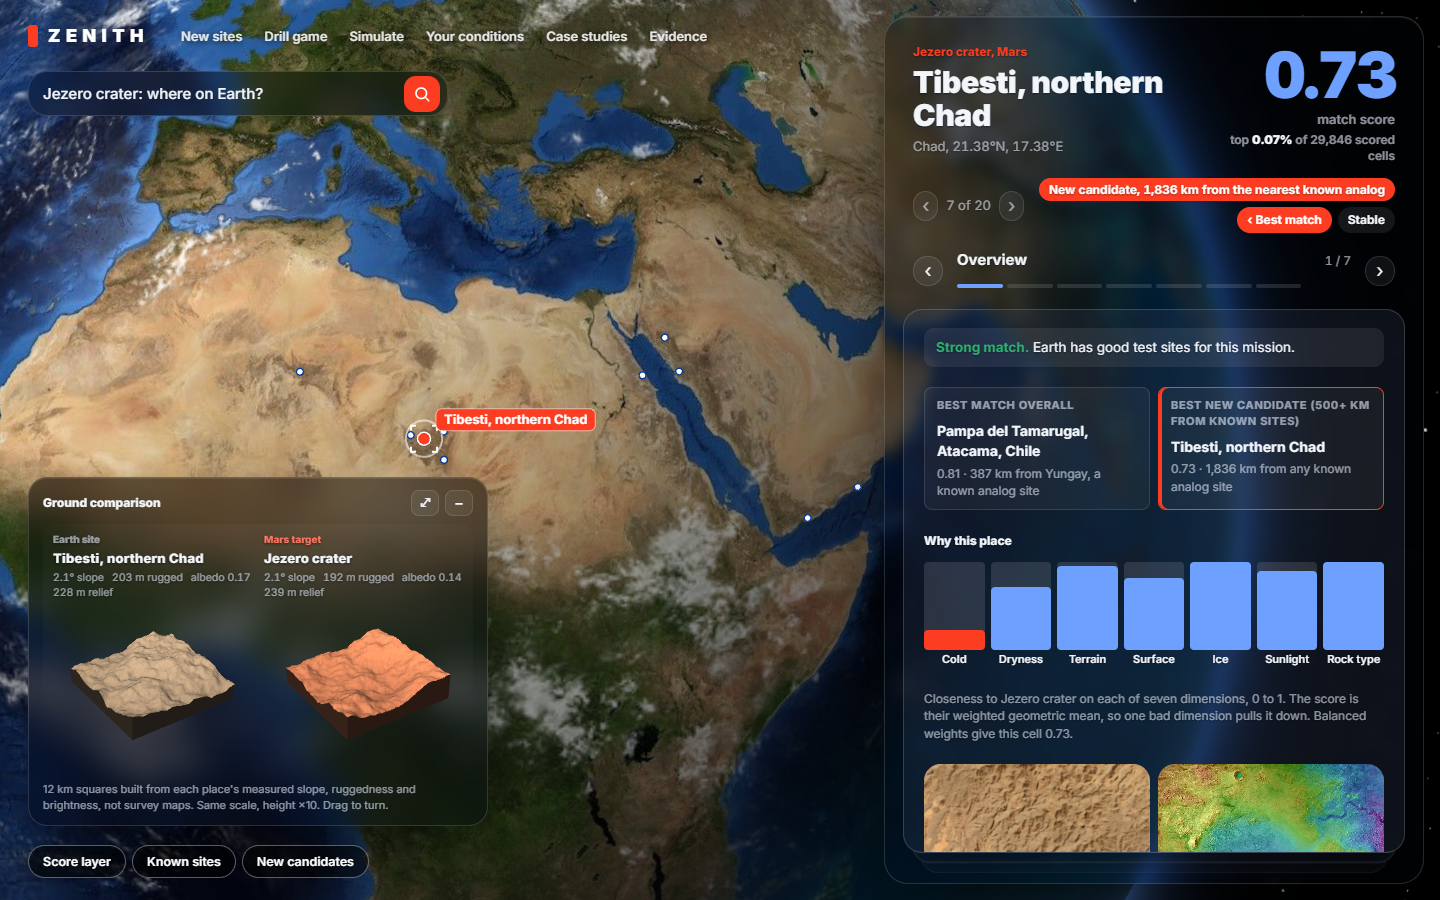 ZENITH
New sites
Drill game
Simulate
Your conditions
Case studies
Evidence
Jezero crater: where on Earth?
Tibesti, northern Chad
Ground comparison
Earth site
Tibesti, northern Chad
2.1° slope 203 m rugged albedo 0.17
228 m relief
Mars target
Jezero crater
2.1° slope 192 m rugged albedo 0.14
239 m relief
12 km squares built from each place's measured slope, ruggedness and
brightness, not survey maps. Same scale, height ×10. Drag to turn.
Score layer
Known sites
New candidates
Jezero crater, Mars
Tibesti, northern
Chad
Chad, 21.38°N, 17.38°E
0.73
match score
top 0.07% of 29,846 scored
cells
7 of 20
New candidate, 1,836 km from the nearest known analog
‹ Best match
Stable
Overview
1 / 7
Strong match. Earth has good test sites for this mission.
BEST MATCH OVERALL
Pampa del Tamarugal,
Atacama, Chile
0.81 · 387 km from Yungay, a
known analog site
BEST NEW CANDIDATE (500+ KM
FROM KNOWN SITES)
Tibesti, northern Chad
0.73 · 1,836 km from any known
analog site
Why this place
Cold
Dryness
Terrain
Surface
Ice
Sunlight
Rock type
Closeness to Jezero crater on each of seven dimensions, 0 to 1. The score is
their weighted geometric mean, so one bad dimension pulls it down. Balanced
weights give this cell 0.73.